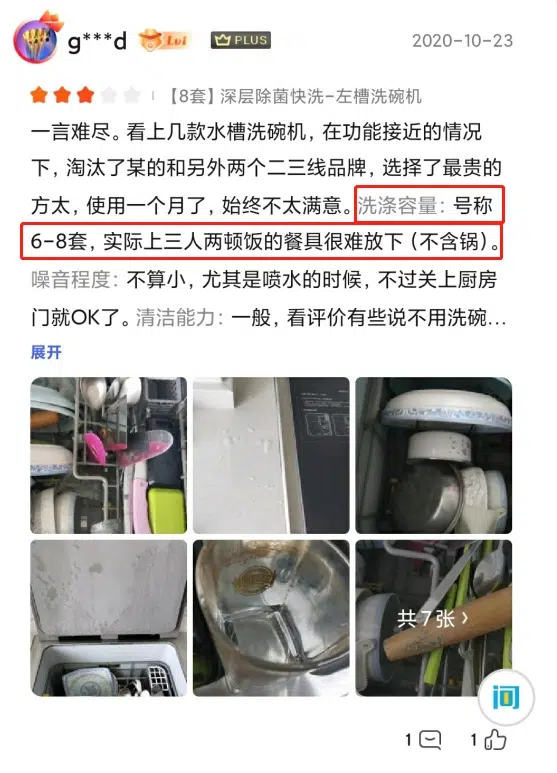 g***d Lv1 PLUS 2020-10-23
【8套】深层除菌快洗-左槽洗碗机
一言难尽。看上几款水槽洗碗机，在功能接近的情况
下，淘汰了某的和另外两个二三线品牌，选择了最贵的
方太，使用一个月了，始终不太满意。洗涤容量：号称
6-8套，实际上三人两顿饭的餐具很难放下（不含锅）。
噪音程度：不算小，尤其是喷水的时候，不过关上厨房
门就OK了。清洁能力：一般，看评价有些说不用洗碗...
展开
共7张>
问
1 1